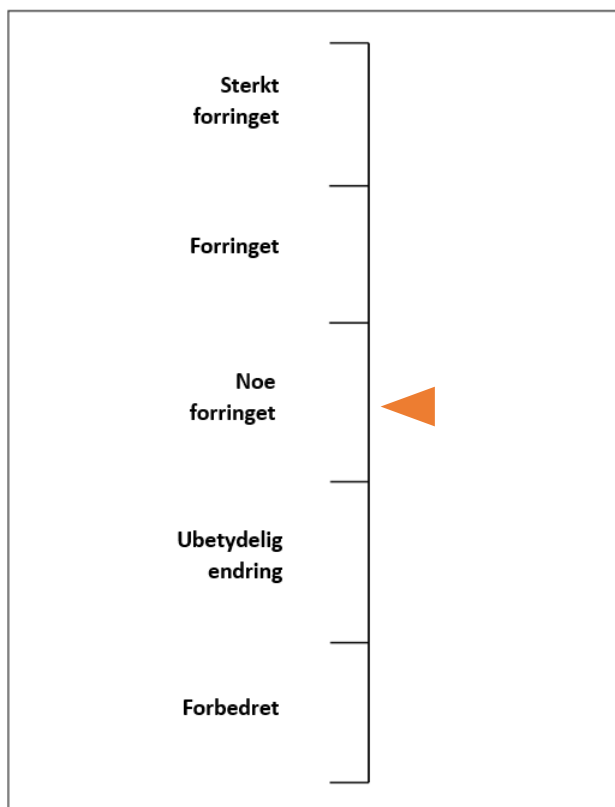 Sterkt
forringet
Forringet
Noe
forringet
Ubetydelig
endring
Forbedret